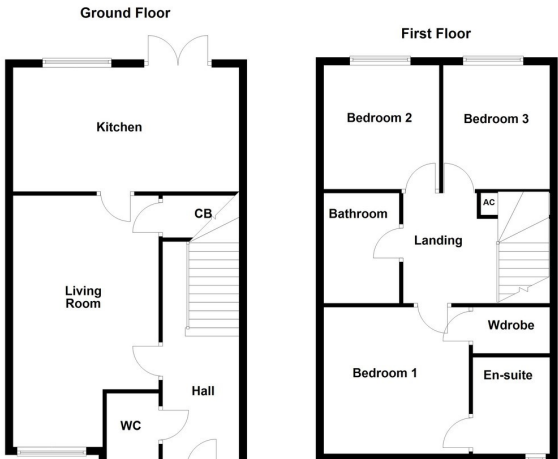 Ground Floor
Kitchen
CB
Living
Room
Hall
WC
First Floor
Bedroom 2
Bedroom 3
AC
Bathroom
Landing
Wdrobe
Bedroom 1
En-suite